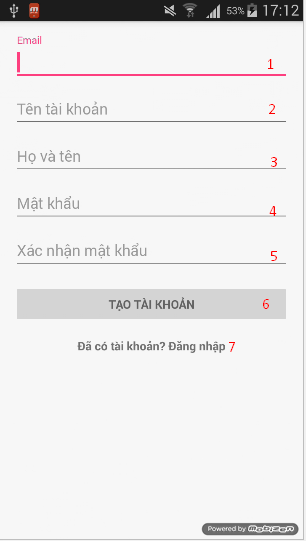 53% 17:12
Email
1
Tên tài khoản 2
Họ và tên 3
Mật khẩu 4
Xác nhận mật khẩu 5
TẠO TÀI KHOẢN 6
Đã có tài khoản? Đăng nhập 7
Powered by Mobizen